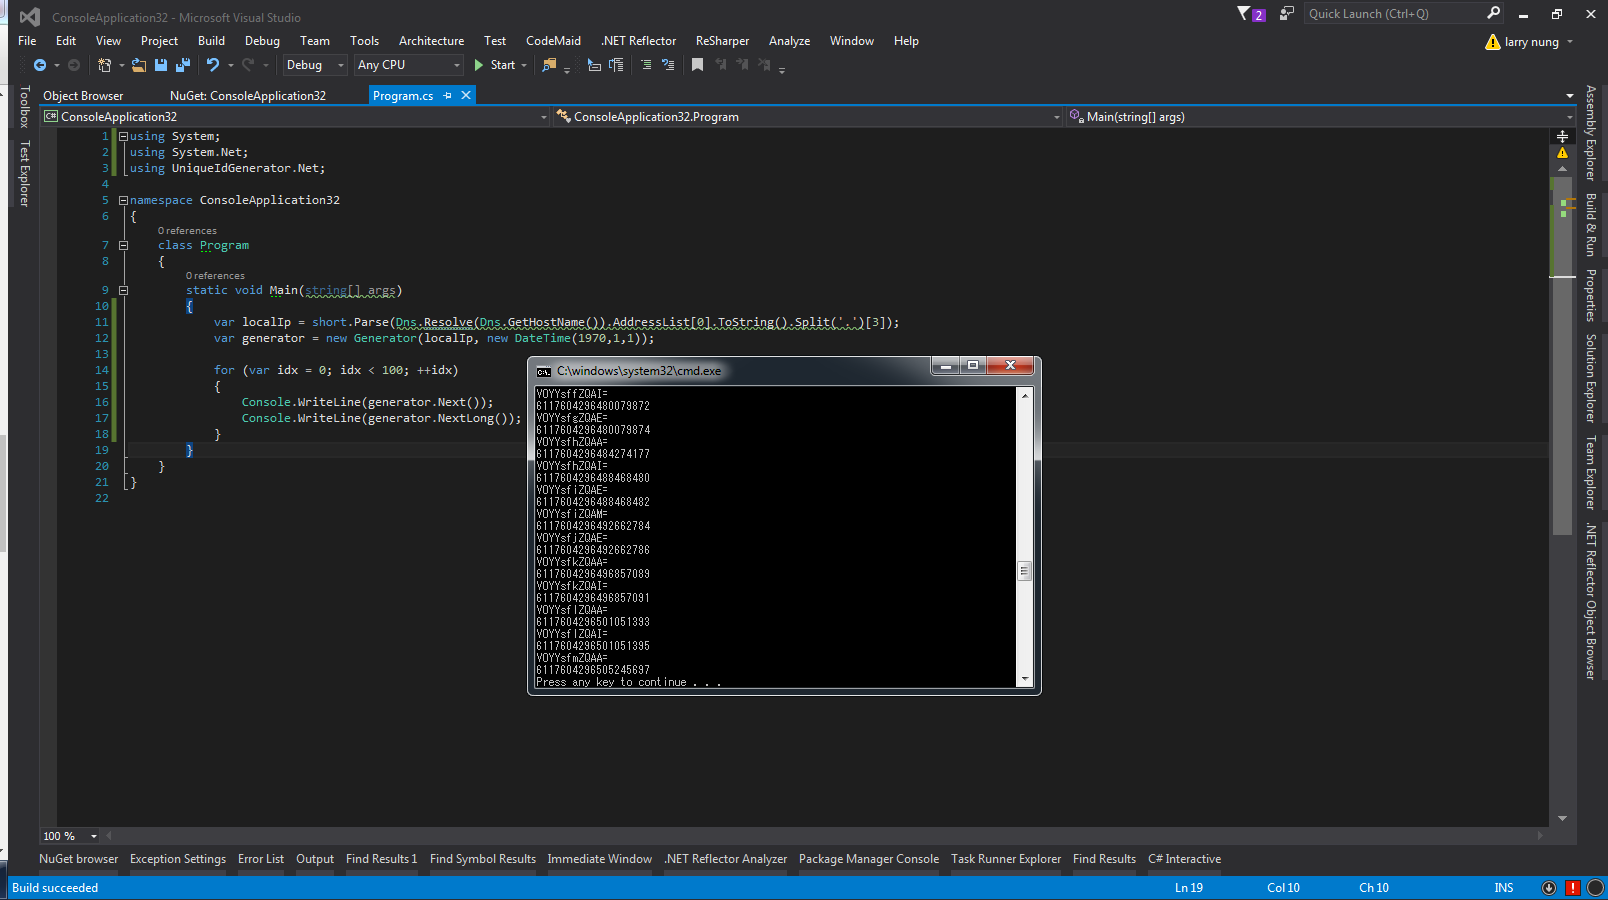 ConsoleApplication32 - Microsoft Visual Studio
2
Quick Launch (Ctrl+Q)
File Edit View Project Build Debug Team Tools Architecture Test CodeMaid .NET Reflector ReSharper Analyze Window Help
larry nung
Debug Any CPU Start
Toolbox
Test Explorer
Object Browser NuGet: ConsoleApplication32 Program.cs
C# ConsoleApplication32 ConsoleApplication32.Program Main(string[] args)
1 using System;
2 using System.Net;
3 using UniqueIdGenerator.Net;
4
5 namespace ConsoleApplication32
6 {
0 references
7 class Program
8 {
0 references
9 static void Main(string[] args)
10 {
11 var localIp = short.Parse(Dns.Resolve(Dns.GetHostName()).AddressList[0].ToString().Split('.')[3]);
12 var generator = new Generator(localIp, new DateTime(1970,1,1));
13
14 for (var idx = 0; idx < 100; ++idx)
15 {
16 Console.WriteLine(generator.Next());
17 Console.WriteLine(generator.NextLong());
18 }
19 }
20 }
21 }
22
C:\windows\system32\cmd.exe
VOYYsffZQAI=
6117604296480079872
VOYYsfgZQAE=
6117604296480079874
VOYYsfhZQAA=
6117604296484274177
VOYYsfhZQAI=
6117604296488468480
VOYYsfiZQAE=
6117604296488468482
VOYYsfiZQAM=
6117604296492662784
VOYYsfjZQAE=
6117604296492662786
VOYYsfkZQAA=
6117604296496857089
VOYYsfkZQAI=
6117604296496857091
VOYYsflZQAA=
6117604296501051393
VOYYsflZQAI=
6117604296501051395
VOYYsfmZQAA=
6117604296505245697
Press any key to continue . . .
Assembly Explorer
Build & Run
Properties
Solution Explorer
Team Explorer
.NET Reflector Object Browser
100 %
NuGet browser Exception Settings Error List Output Find Results 1 Find Symbol Results Immediate Window .NET Reflector Analyzer Package Manager Console Task Runner Explorer Find Results C# Interactive
Build succeeded Ln 19 Col 10 Ch 10 INS